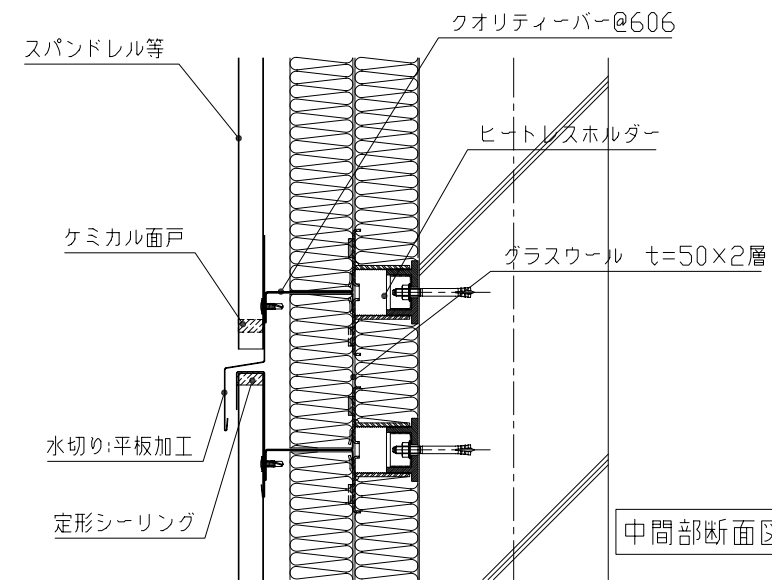 クオリティーバー@606
スパンドレル等
ヒートレスホルダー
ケミカル面戸
グラスウール t=50×2層
水切り:平板加工
定形シーリング
中間部断面図